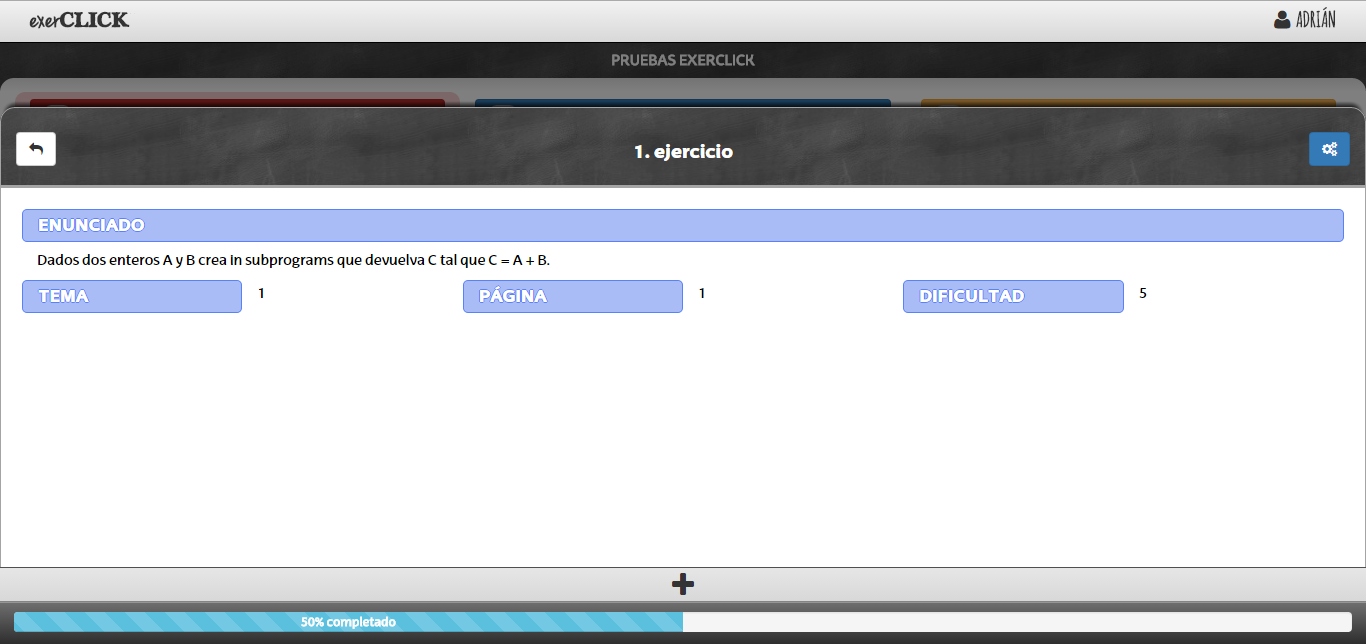 exerCLICK
ADRIÁN
PRUEBAS EXERCLICK
1. ejercicio
ENUNCIADO
Dados dos enteros A y B crea in subprograms que devuelva C tal que C = A + B.
TEMA 1 PÁGINA 1 DIFICULTAD 5
50% completado